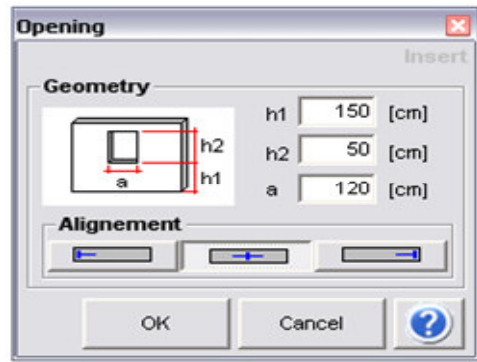 Opening
Insert
Geometry
h1 150 [cm]
h2
h2 50 [cm]
a h1
a 120 [cm]
Alignement
OK Cancel ?